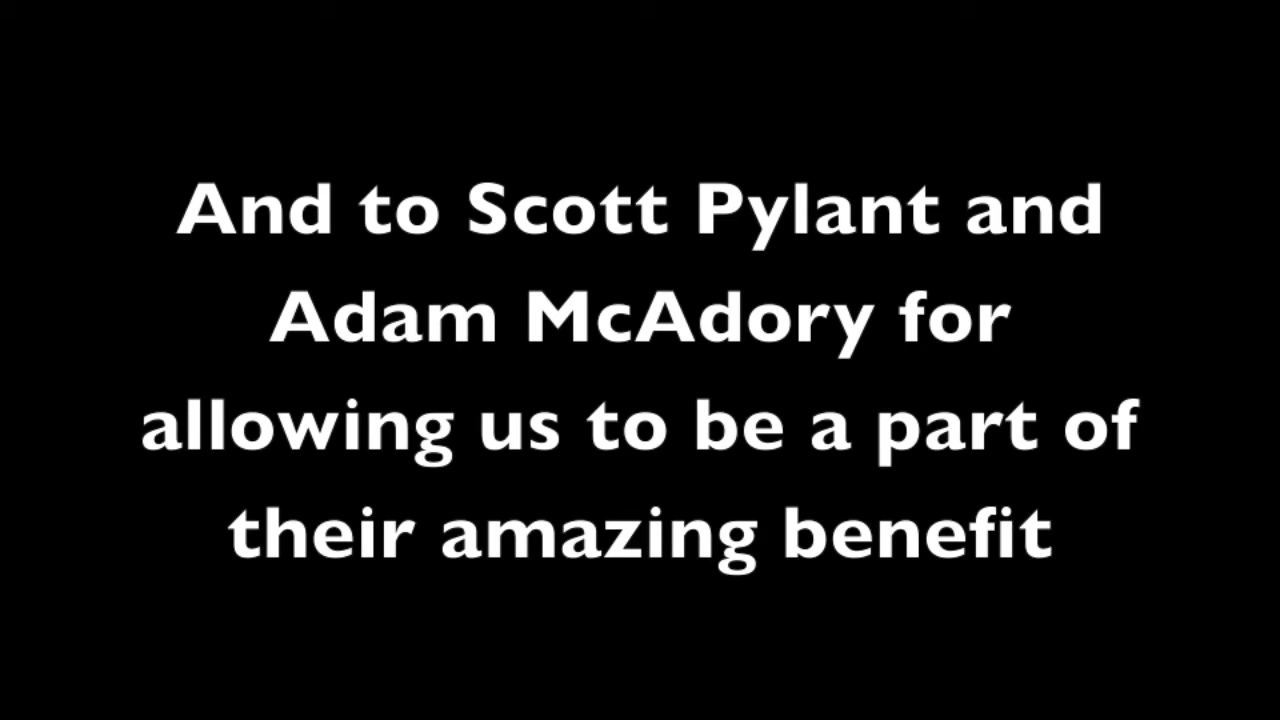 And to Scott Pylant and
Adam McAdory for
allowing us to be a part of
their amazing benefit